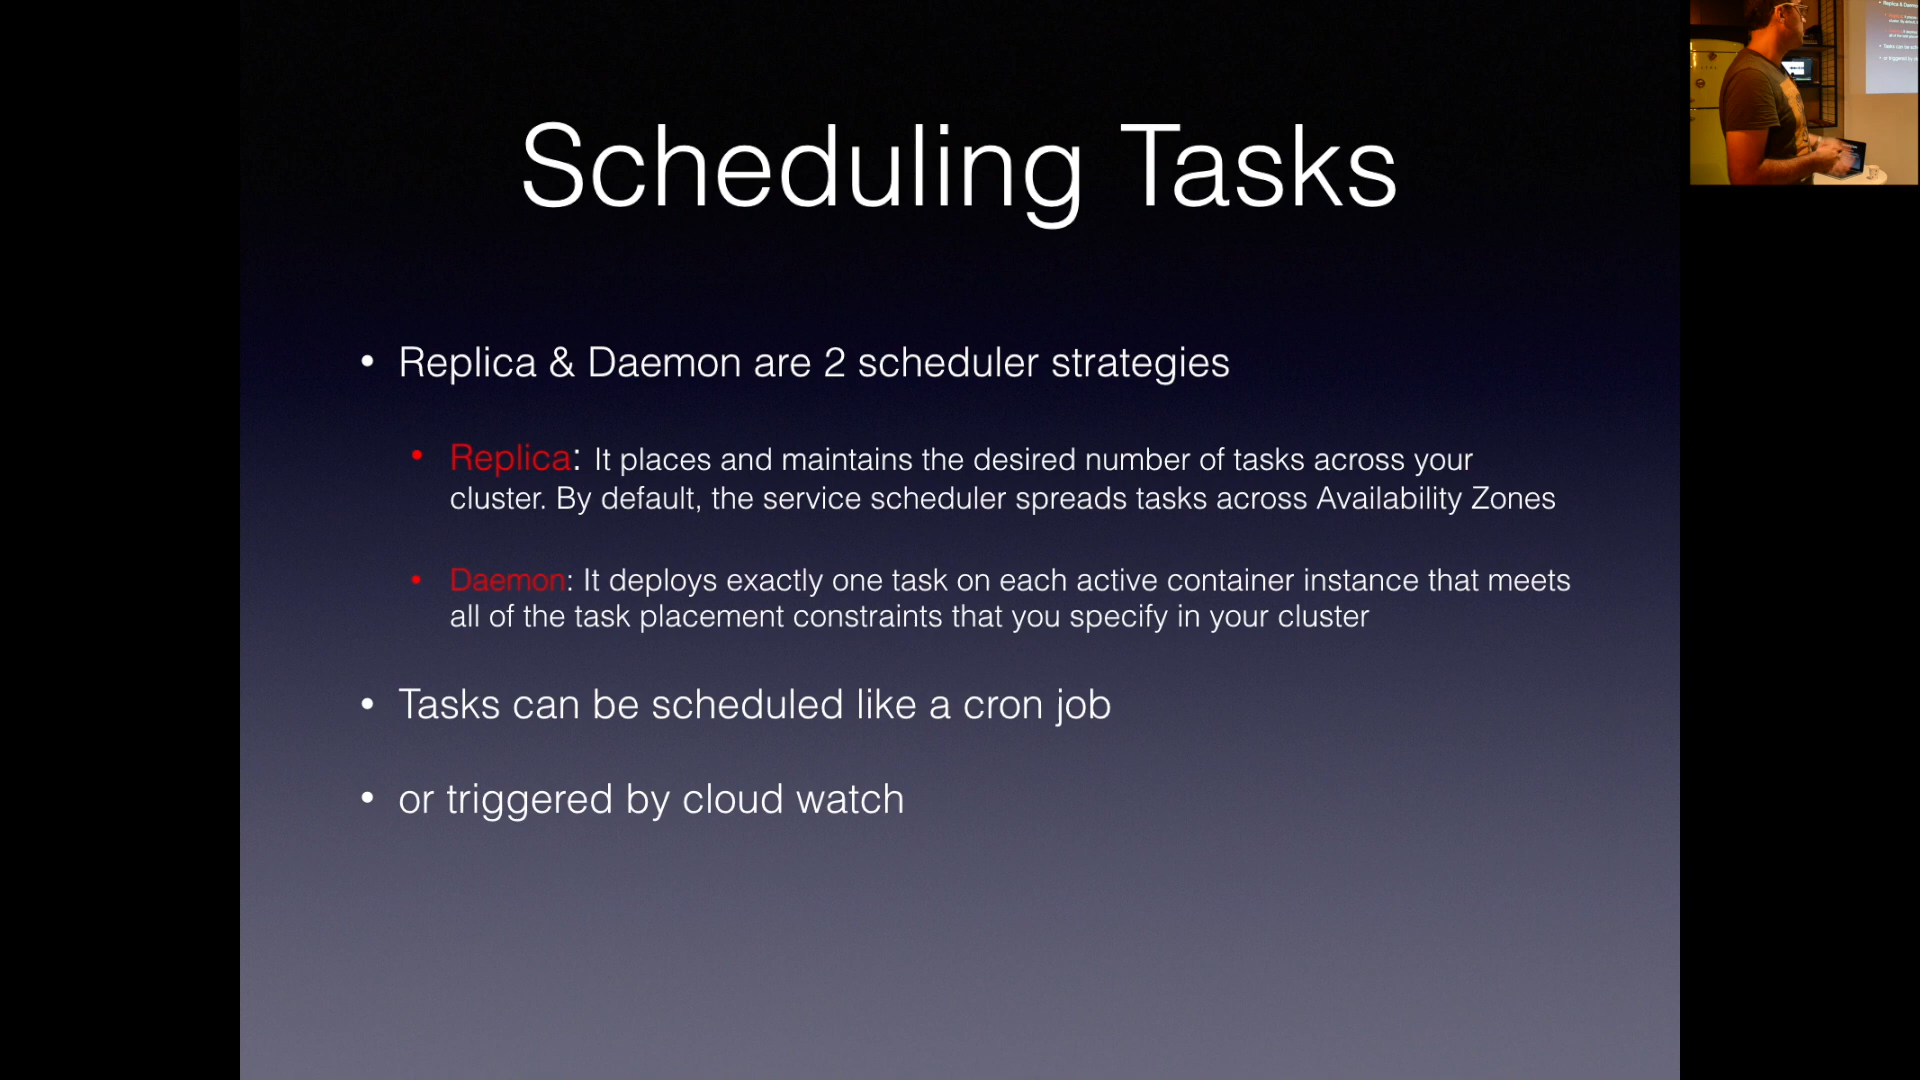 Scheduling Tasks
• Replica & Daemon are 2 scheduler strategies
• Replica: It places and maintains the desired number of tasks across your
cluster. By default, the service scheduler spreads tasks across Availability Zones
• Daemon: It deploys exactly one task on each active container instance that meets
all of the task placement constraints that you specify in your cluster
• Tasks can be scheduled like a cron job
• or triggered by cloud watch